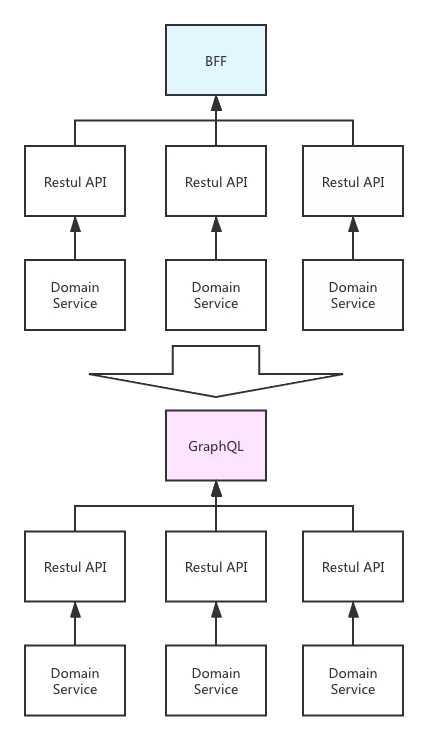 BFF
Restul API
Restul API
Restul API
Domain
Service
Domain
Service
Domain
Service
GraphQL
Restul API
Restul API
Restul API
Domain
Service
Domain
Service
Domain
Service